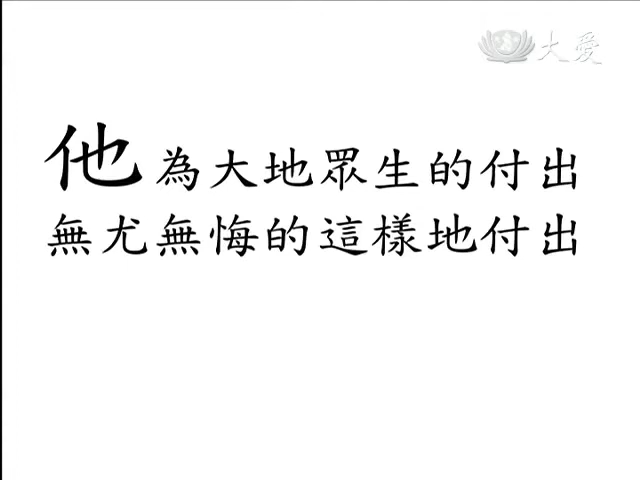 大愛
他為大地眾生的付出
無尤無悔的這樣地付出